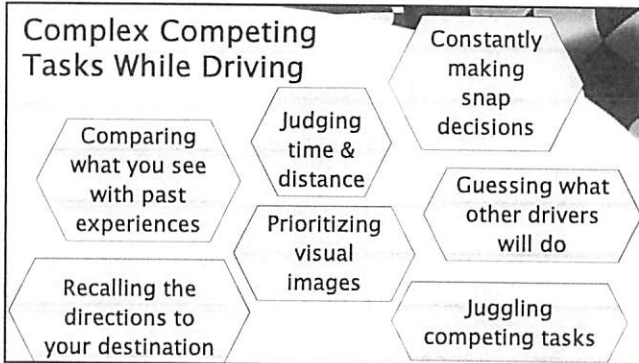 Complex Competing
Tasks While Driving
Constantly
making
snap
decisions
Judging
time &
distance
Comparing
what you see
with past
experiences
Guessing what
other drivers
will do
Prioritizing
visual
images
Recalling the
directions to
your destination
Juggling
competing tasks